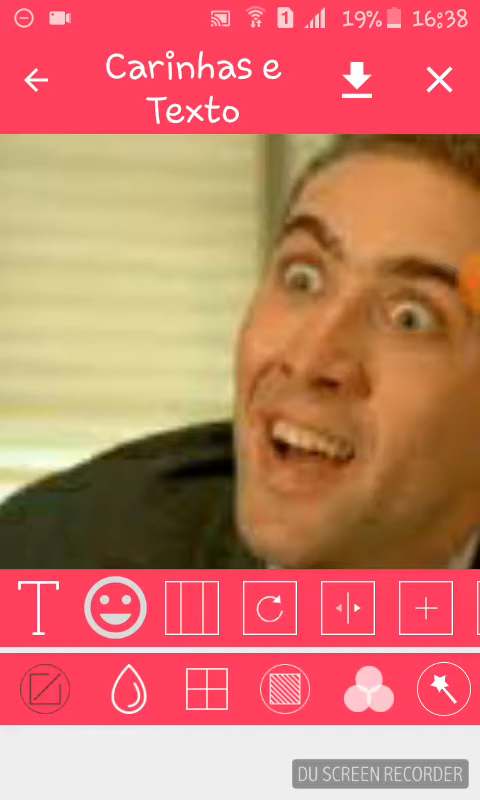 1 19% 16:38
Carinhas e
Texto
T
DU SCREEN RECORDER